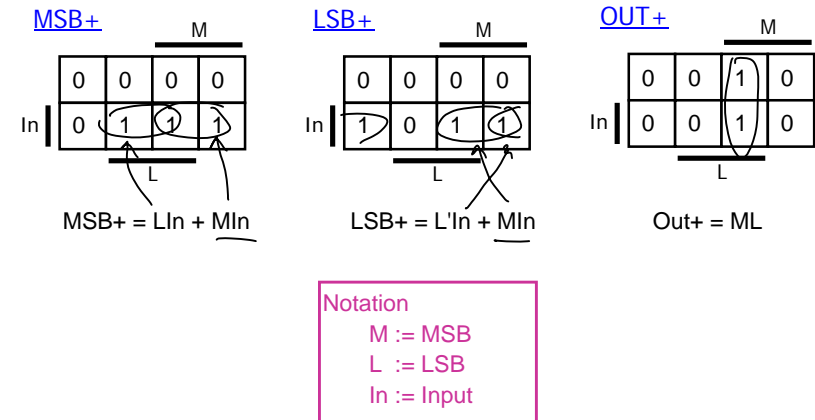 MSB+ LSB+ OUT+
M M M
0 0 0 0 0 0 0 0 0 0 1 0
In 0 1 1 1 In 1 0 1 1 In 0 0 1 0
L L L
MSB+ = LIn + MIn LSB+ = L'In + MIn Out+ = ML
Notation
M := MSB
L := LSB
In := Input